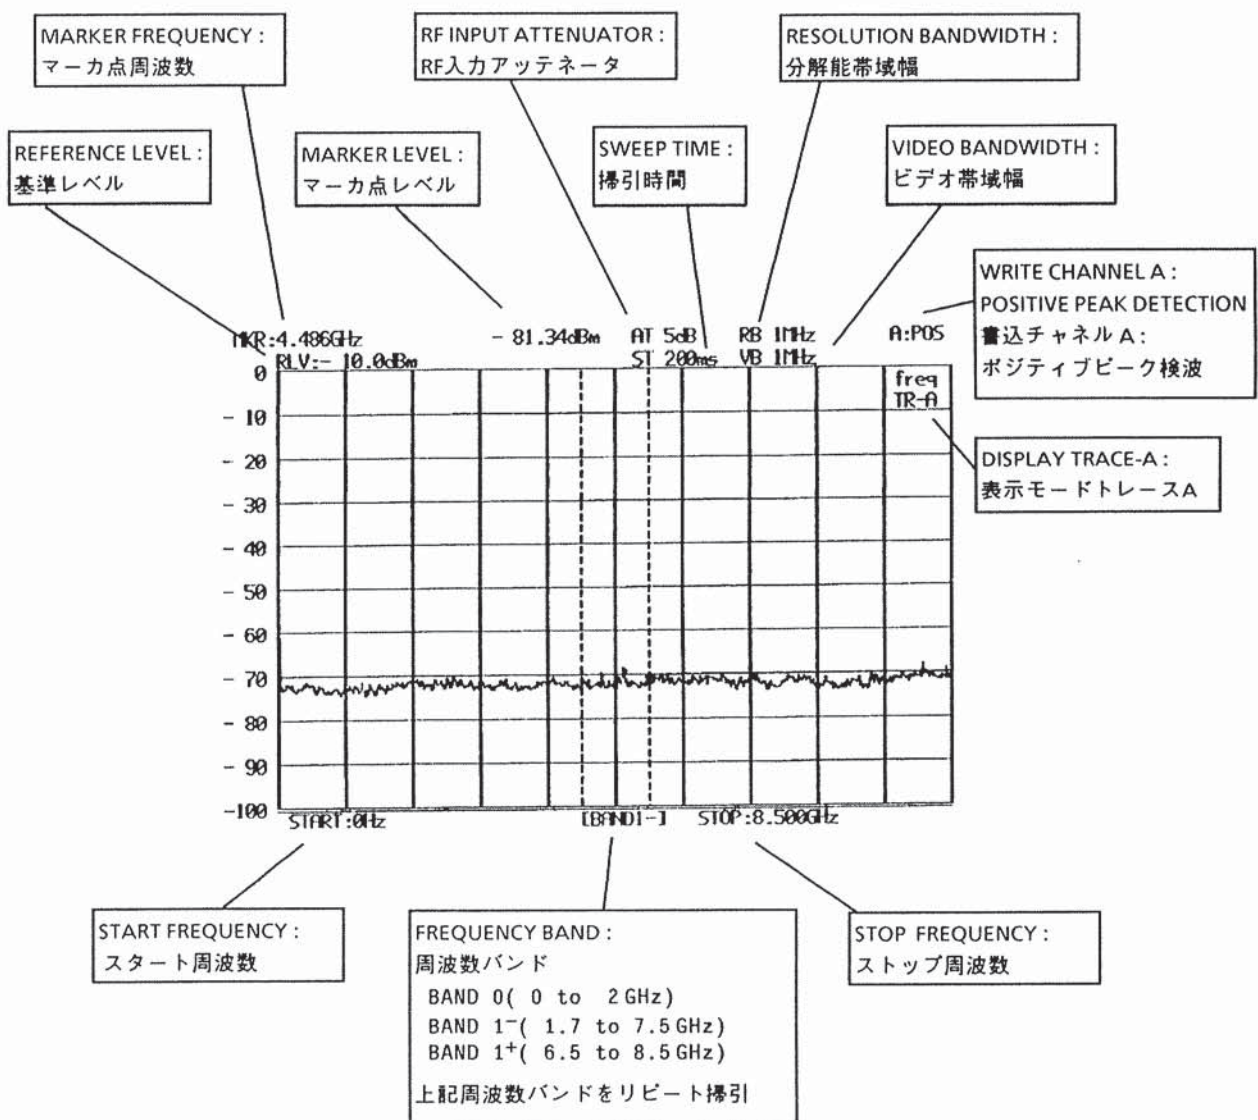 MARKER FREQUENCY :
マーカ点周波数
RF INPUT ATTENUATOR :
RF入力アッテネータ
RESOLUTION BANDWIDTH :
分解能帯域幅
REFERENCE LEVEL :
基準レベル
MARKER LEVEL :
マーカ点レベル
SWEEP TIME :
掃引時間
VIDEO BANDWIDTH :
ビデオ帯域幅
WRITE CHANNEL A :
POSITIVE PEAK DETECTION
書込チャネル A :
ポジティブピーク検波
MKR:4.486GHz
- 81.34dBm
AT 5dB
RB 1MHz
A:POS
RLV:- 10.0dBm
ST 200ms
VB 1MHz
freq
TR-A
0
- 10
- 20
- 30
- 40
- 50
- 60
- 70
- 80
- 90
-100
DISPLAY TRACE-A :
表示モードトレースA
START:0Hz
[BAND1-]
STOP:8.500GHz
START FREQUENCY :
スタート周波数
FREQUENCY BAND :
周波数バンド
BAND 0( 0 to 2 GHz)
BAND 1⁻( 1.7 to 7.5 GHz)
BAND 1⁺( 6.5 to 8.5 GHz)
上記周波数バンドをリピート掃引
STOP FREQUENCY :
ストップ周波数